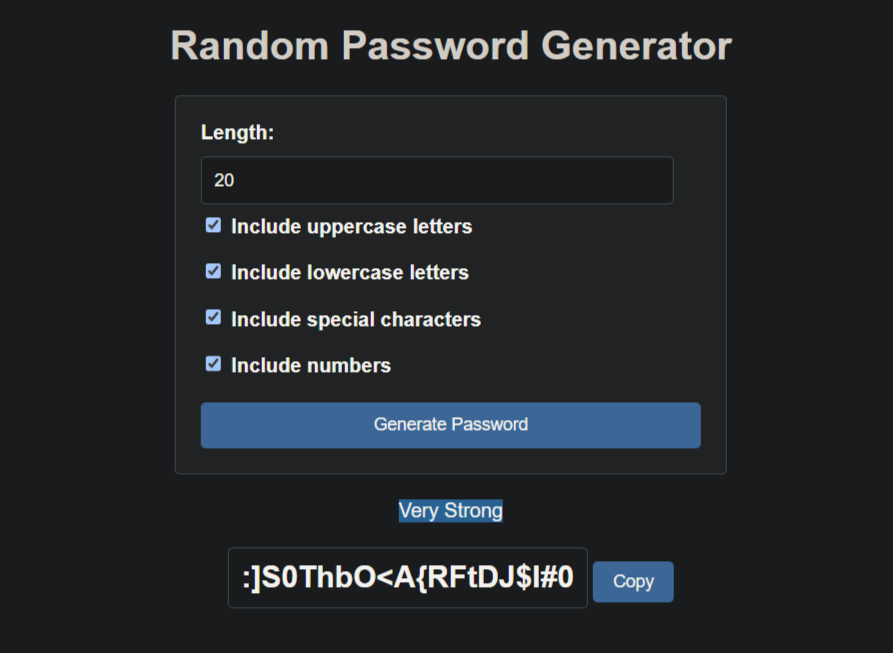 Random Password Generator
Length:
20
Include uppercase letters
Include lowercase letters
Include special characters
Include numbers
Generate Password
Very Strong
:]S0ThbO<A{RFtDJ$I#0
Copy